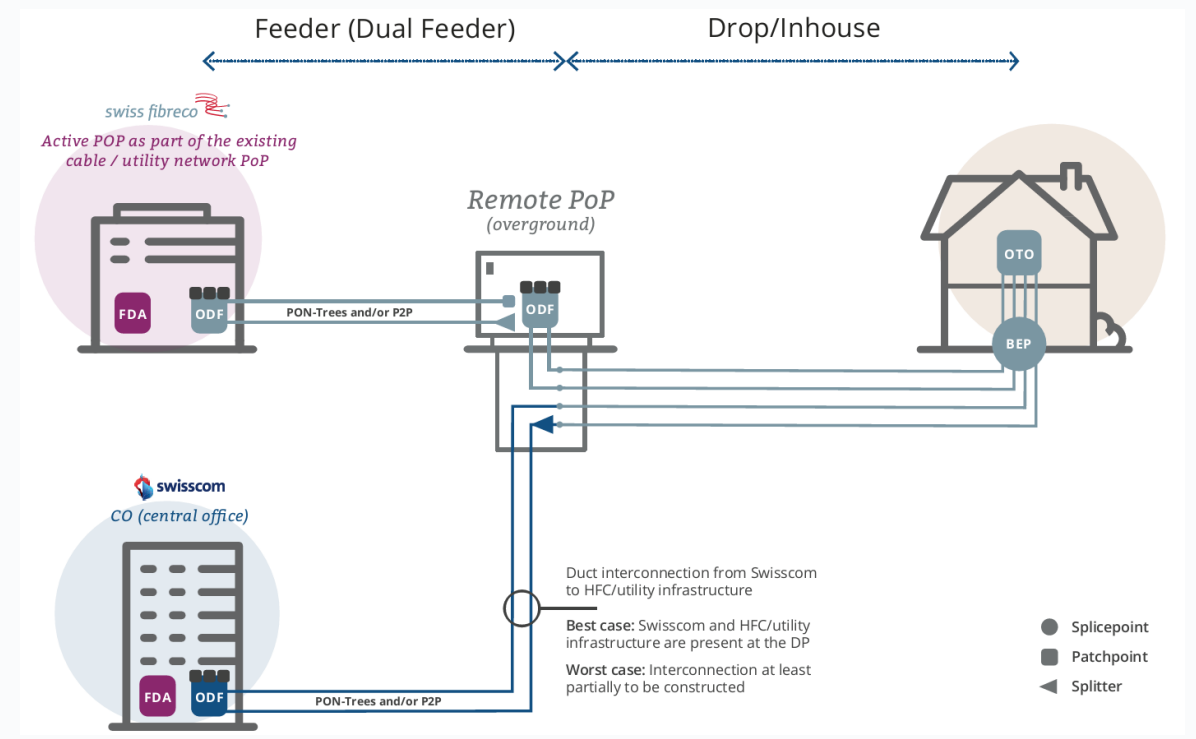 Feeder (Dual Feeder)
Drop/Inhouse
swiss fibreco
Active POP as part of the existing
cable / utility network PoP
Remote PoP
(overground)
FDA
ODF
PON-Trees and/or P2P
ODF
OTO
BEP
swisscom
CO (central office)
FDA
ODF
PON-Trees and/or P2P
Duct interconnection from Swisscom
to HFC/utility infrastructure
Best case: Swisscom and HFC/utility
infrastructure are present at the DP
Worst case: Interconnection at least
partially to be constructed
Splicepoint
Patchpoint
Splitter